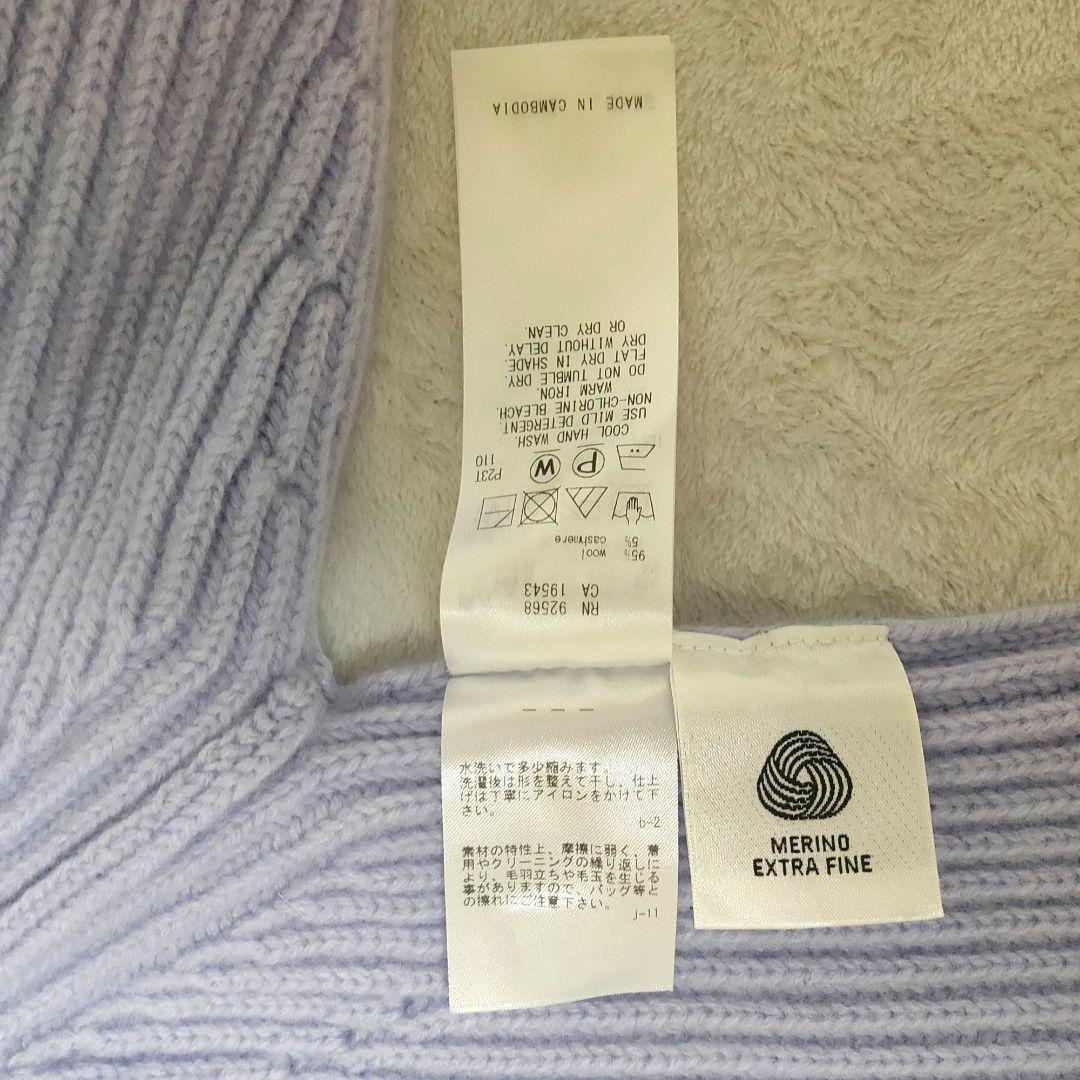 RN 92568
CA 19543
95% wool
5% cashmere
W P
P23T
110
COOL HAND WASH.
USE MILD DETERGENT.
NON-CHLORINE BLEACH.
WARM IRON.
DO NOT TUMBLE DRY.
FLAT DRY IN SHADE.
DRY WITHOUT DELAY.
OR DRY CLEAN.
MADE IN CAMBODIA
水洗いで多少縮みます。
洗濯後は形を整えて干し、仕上
げは丁寧にアイロンをかけて下
さい。
b-2
素材の特性上、摩擦に弱く、着
用やクリーニングの繰り返しに
より、毛羽立ちや毛玉を生じる
事がありますので、バッグ等と
の擦れにご注意下さい。
J-11
MERINO
EXTRA FINE